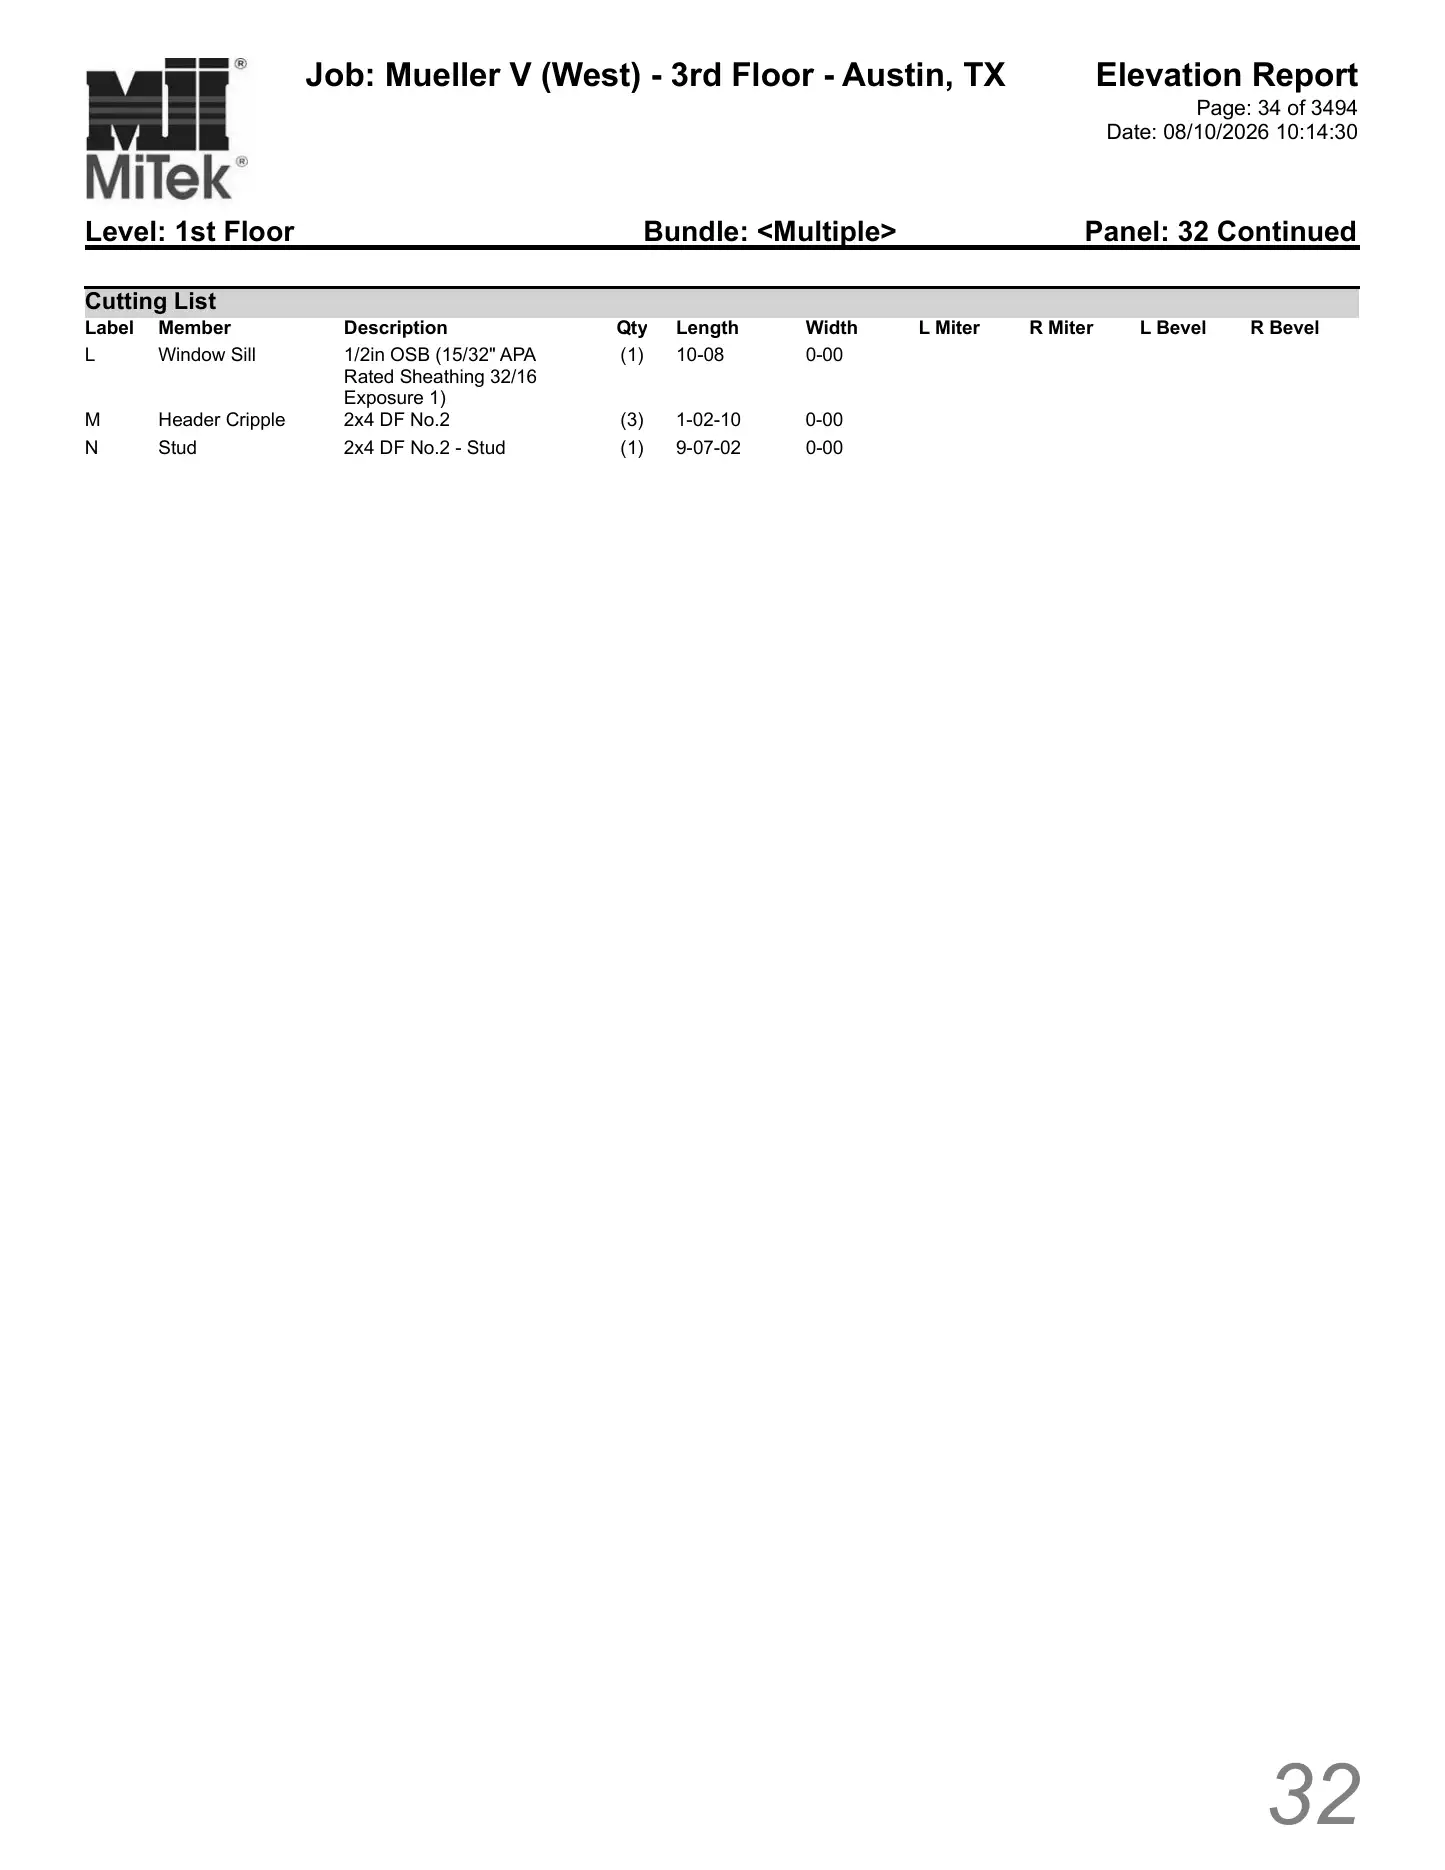 MiTek®
®
Job: Mueller V (West) - 3rd Floor - Austin, TX
Elevation Report
Page: 34 of 3494
Date: 08/10/2026 10:14:30
Level: 1st Floor Bundle: <Multiple> Panel: 32 Continued
Cutting List
Label Member Description Qty Length Width L Miter R Miter L Bevel R Bevel
L Window Sill 1/2in OSB (15/32" APA (1) 10-08 0-00
Rated Sheathing 32/16
Exposure 1)
M Header Cripple 2x4 DF No.2 (3) 1-02-10 0-00
N Stud 2x4 DF No.2 - Stud (1) 9-07-02 0-00
32